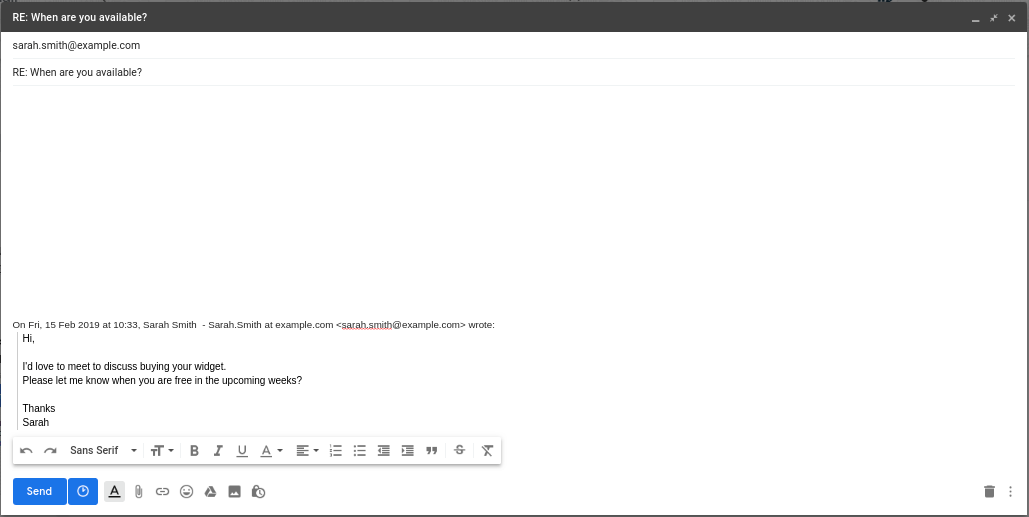 RE: When are you available?
sarah.smith@example.com
RE: When are you available?
On Fri, 15 Feb 2019 at 10:33, Sarah Smith  - Sarah.Smith at example.com <sarah.smith@example.com> wrote:
Hi,
I'd love to meet to discuss buying your widget.
Please let me know when you are free in the upcoming weeks?
Thanks
Sarah
Sans Serif
Send